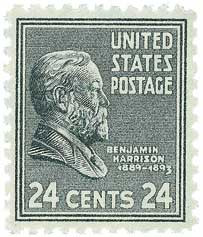 UNITED
STATES
POSTAGE
BENJAMIN
HARRISON
1889-1893
24 CENTS 24